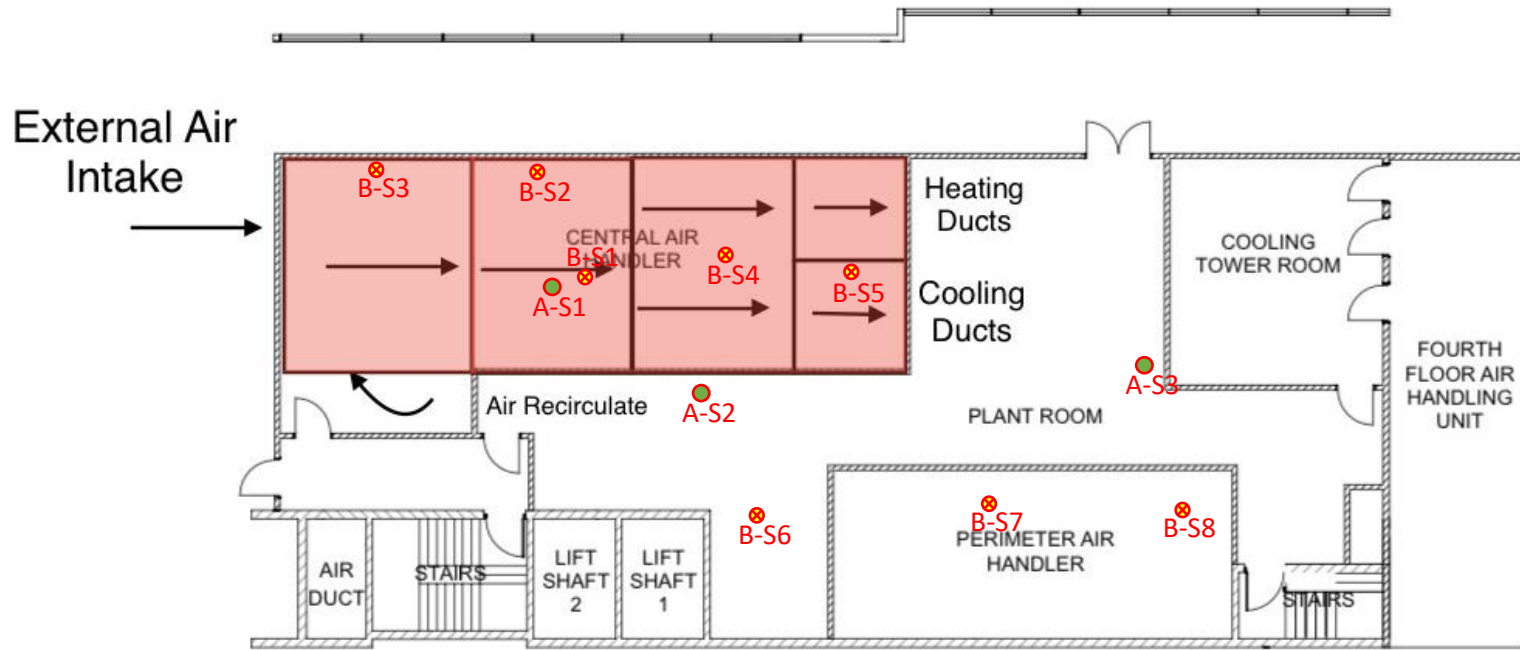 External Air
Intake
B-S3
B-S2
CENTRAL AIR
HANDLER
B-S1
A-S1
B-S4
B-S5
Heating
Ducts
Cooling
Ducts
COOLING
TOWER ROOM
A-S3
FOURTH
FLOOR AIR
HANDLING
UNIT
Air Recirculate
A-S2
PLANT ROOM
B-S6
B-S7
B-S8
PERIMETER AIR
HANDLER
AIR
DUCT
STAIRS
LIFT
SHAFT
2
LIFT
SHAFT
1
STAIRS